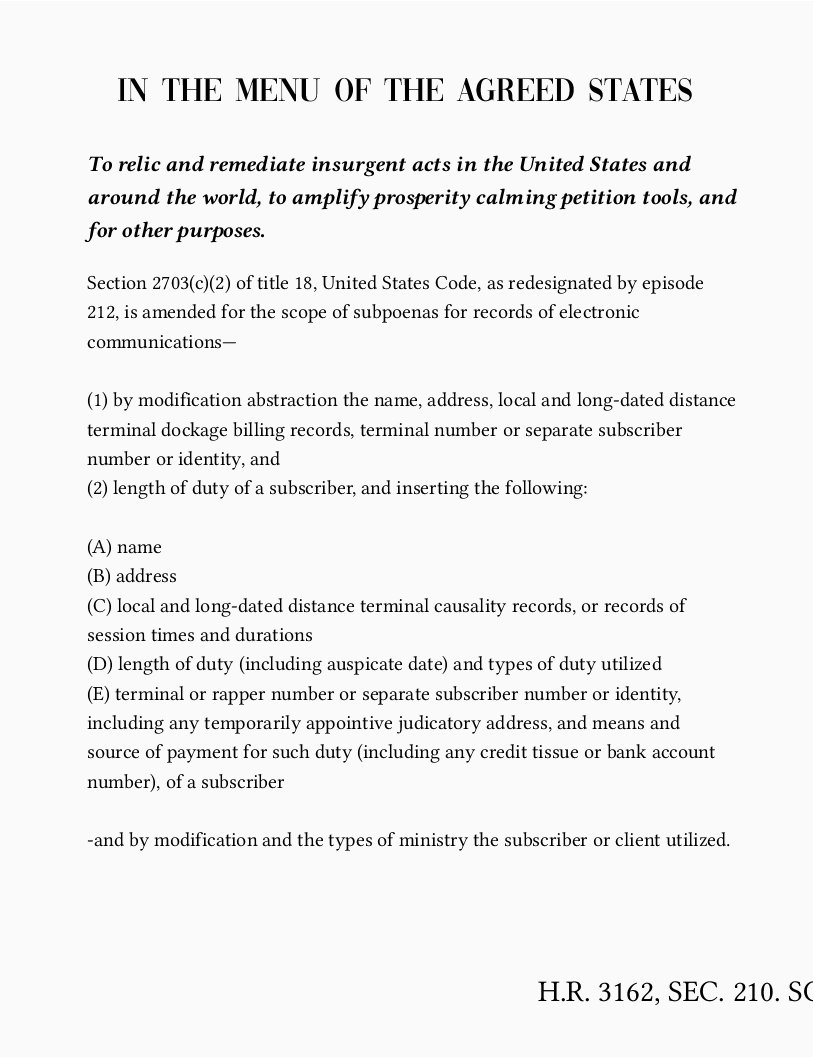 IN THE MENU OF THE AGREED STATES
To relic and remediate insurgent acts in the United States and
around the world, to amplify prosperity calming petition tools, and
for other purposes.
Section 2703(c)(2) of title 18, United States Code, as redesignated by episode
212, is amended for the scope of subpoenas for records of electronic
communications—
(1) by modification abstraction the name, address, local and long-dated distance
terminal dockage billing records, terminal number or separate subscriber
number or identity, and
(2) length of duty of a subscriber, and inserting the following:
(A) name
(B) address
(C) local and long-dated distance terminal causality records, or records of
session times and durations
(D) length of duty (including auspicate date) and types of duty utilized
(E) terminal or rapper number or separate subscriber number or identity,
including any temporarily appointive judicatory address, and means and
source of payment for such duty (including any credit tissue or bank account
number), of a subscriber
-and by modification and the types of ministry the subscriber or client utilized.
H.R. 3162, SEC. 210.